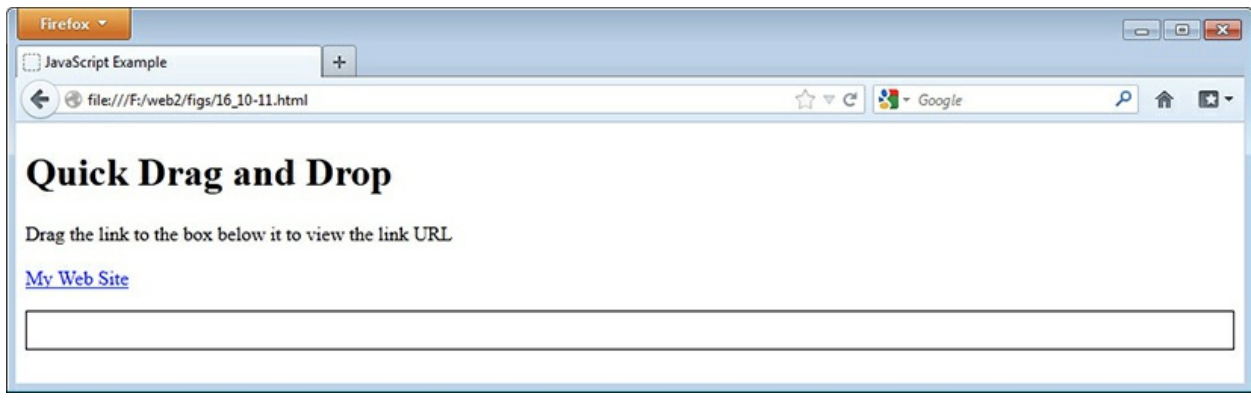 Firefox
JavaScript Example
file:///F:/web2/figs/16_10-11.html
Google
Quick Drag and Drop
Drag the link to the box below it to view the link URL
My Web Site